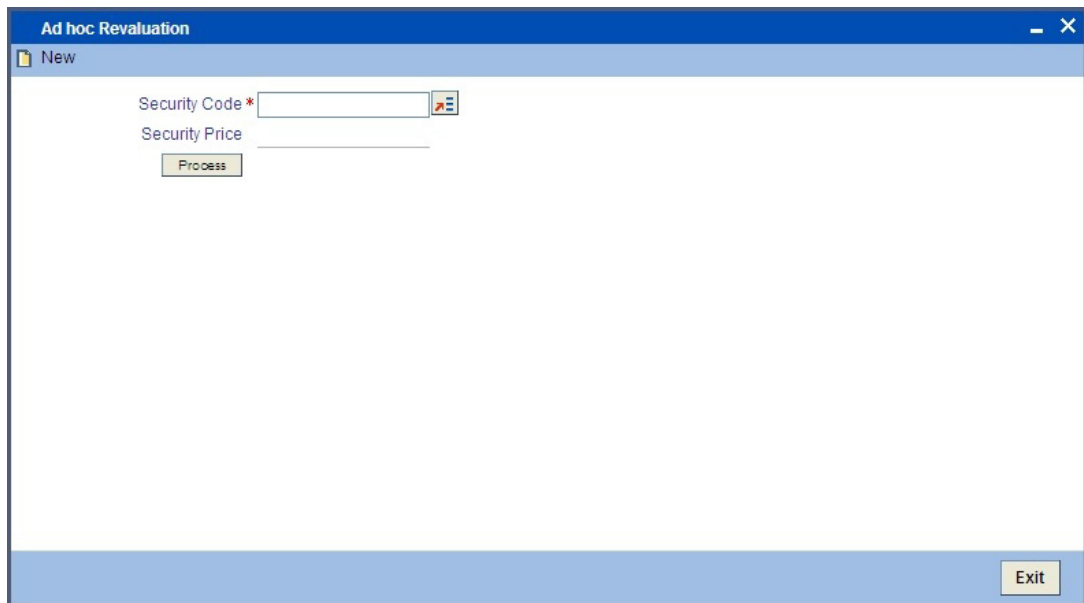 Ad hoc Revaluation
New
Security Code *
Security Price
Process
Exit